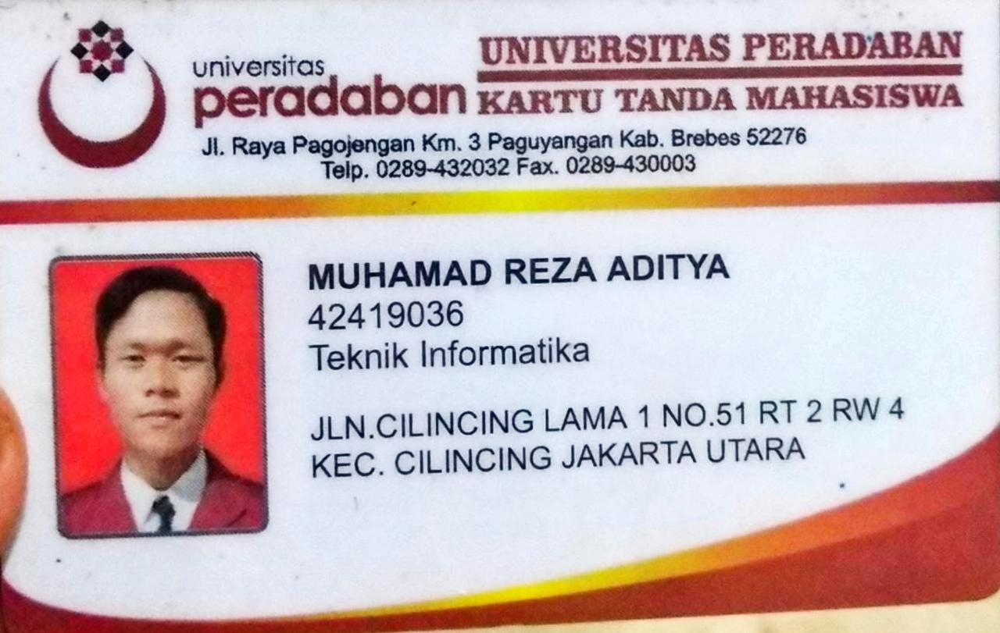 universitas
peradaban
UNIVERSITAS PERADABAN
KARTU TANDA MAHASISWA
Jl. Raya Pagojengan Km. 3 Paguyangan Kab. Brebes 52276
Telp. 0289-432032 Fax. 0289-430003
MUHAMAD REZA ADITYA
42419036
Teknik Informatika
JLN.CILINCING LAMA 1 NO.51 RT 2 RW 4
KEC. CILINCING JAKARTA UTARA